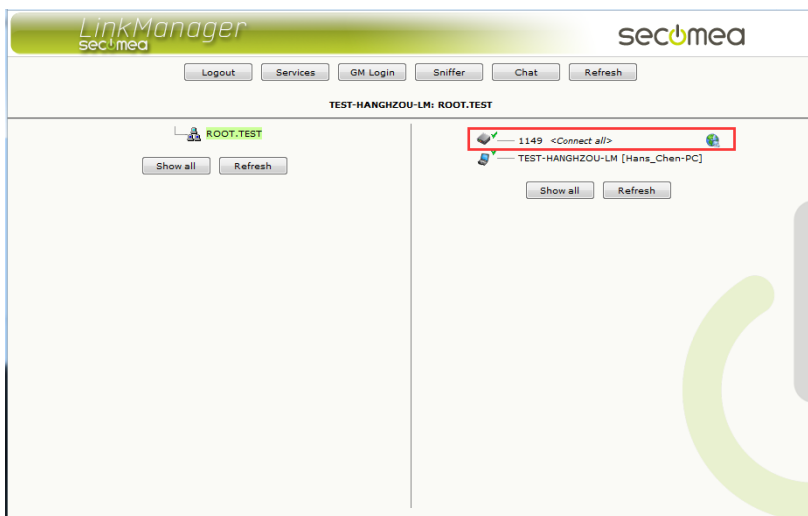 LinkManager
secomea
secomea
Logout Services GM Login Sniffer Chat Refresh
TEST-HANGHZOU-LM: ROOT.TEST
ROOT.TEST
Show all Refresh
1149 <Connect all>
TEST-HANGHZOU-LM [Hans_Chen-PC]
Show all Refresh